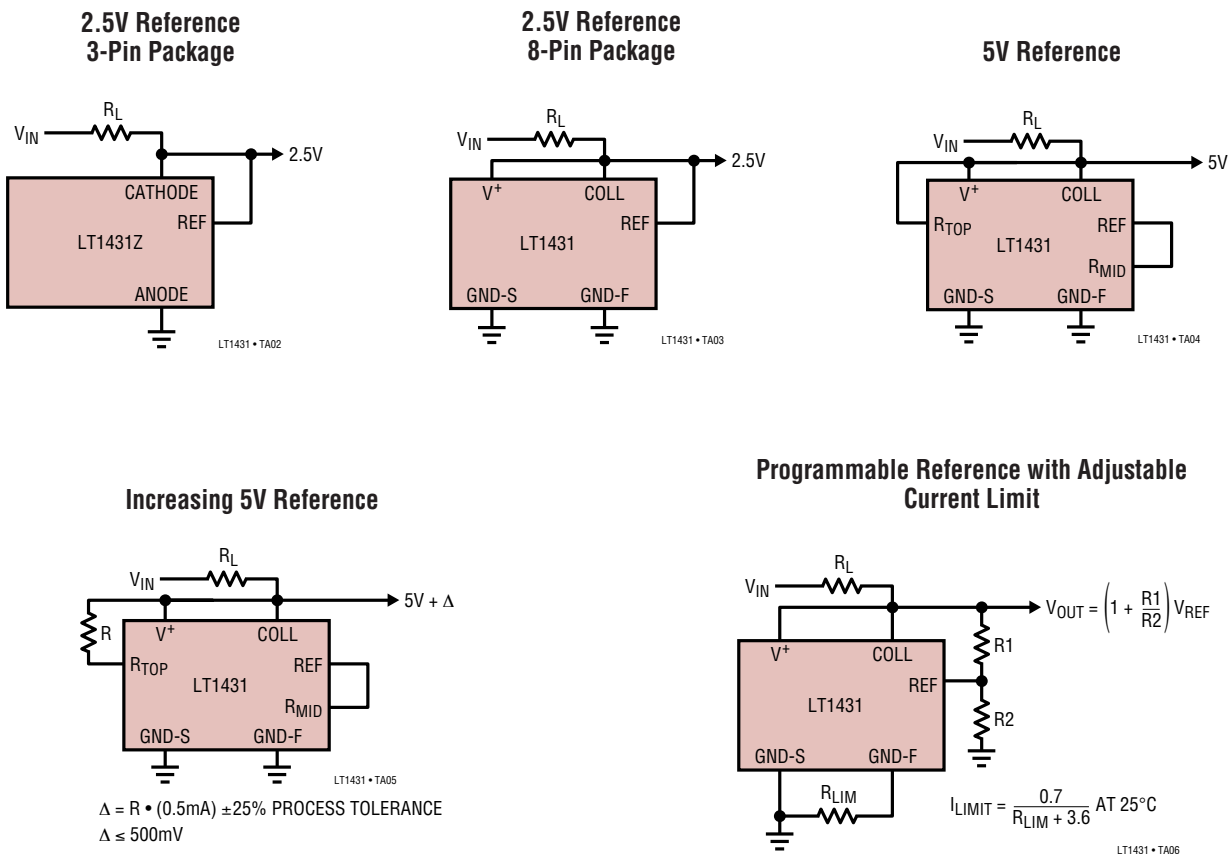 2.5V Reference
3-Pin Package
V_IN
R_L
2.5V
CATHODE
REF
LT1431Z
ANODE
LT1431 • TA02
2.5V Reference
8-Pin Package
V_IN
R_L
2.5V
V+
COLL
REF
LT1431
GND-S
GND-F
LT1431 • TA03
5V Reference
V_IN
R_L
5V
V+
COLL
R_TOP
REF
LT1431
R_MID
GND-S
GND-F
LT1431 • TA04
Increasing 5V Reference
V_IN
R_L
5V + Δ
R
V+
COLL
R_TOP
REF
LT1431
R_MID
GND-S
GND-F
LT1431 • TA05
Δ = R • (0.5mA) ±25% PROCESS TOLERANCE
Δ ≤ 500mV
Programmable Reference with Adjustable
Current Limit
V_IN
R_L
V_OUT = (1 + R1/R2) V_REF
V+
COLL
R1
REF
LT1431
R2
GND-S
GND-F
R_LIM
I_LIMIT = 0.7/(R_LIM + 3.6) AT 25°C
LT1431 • TA06